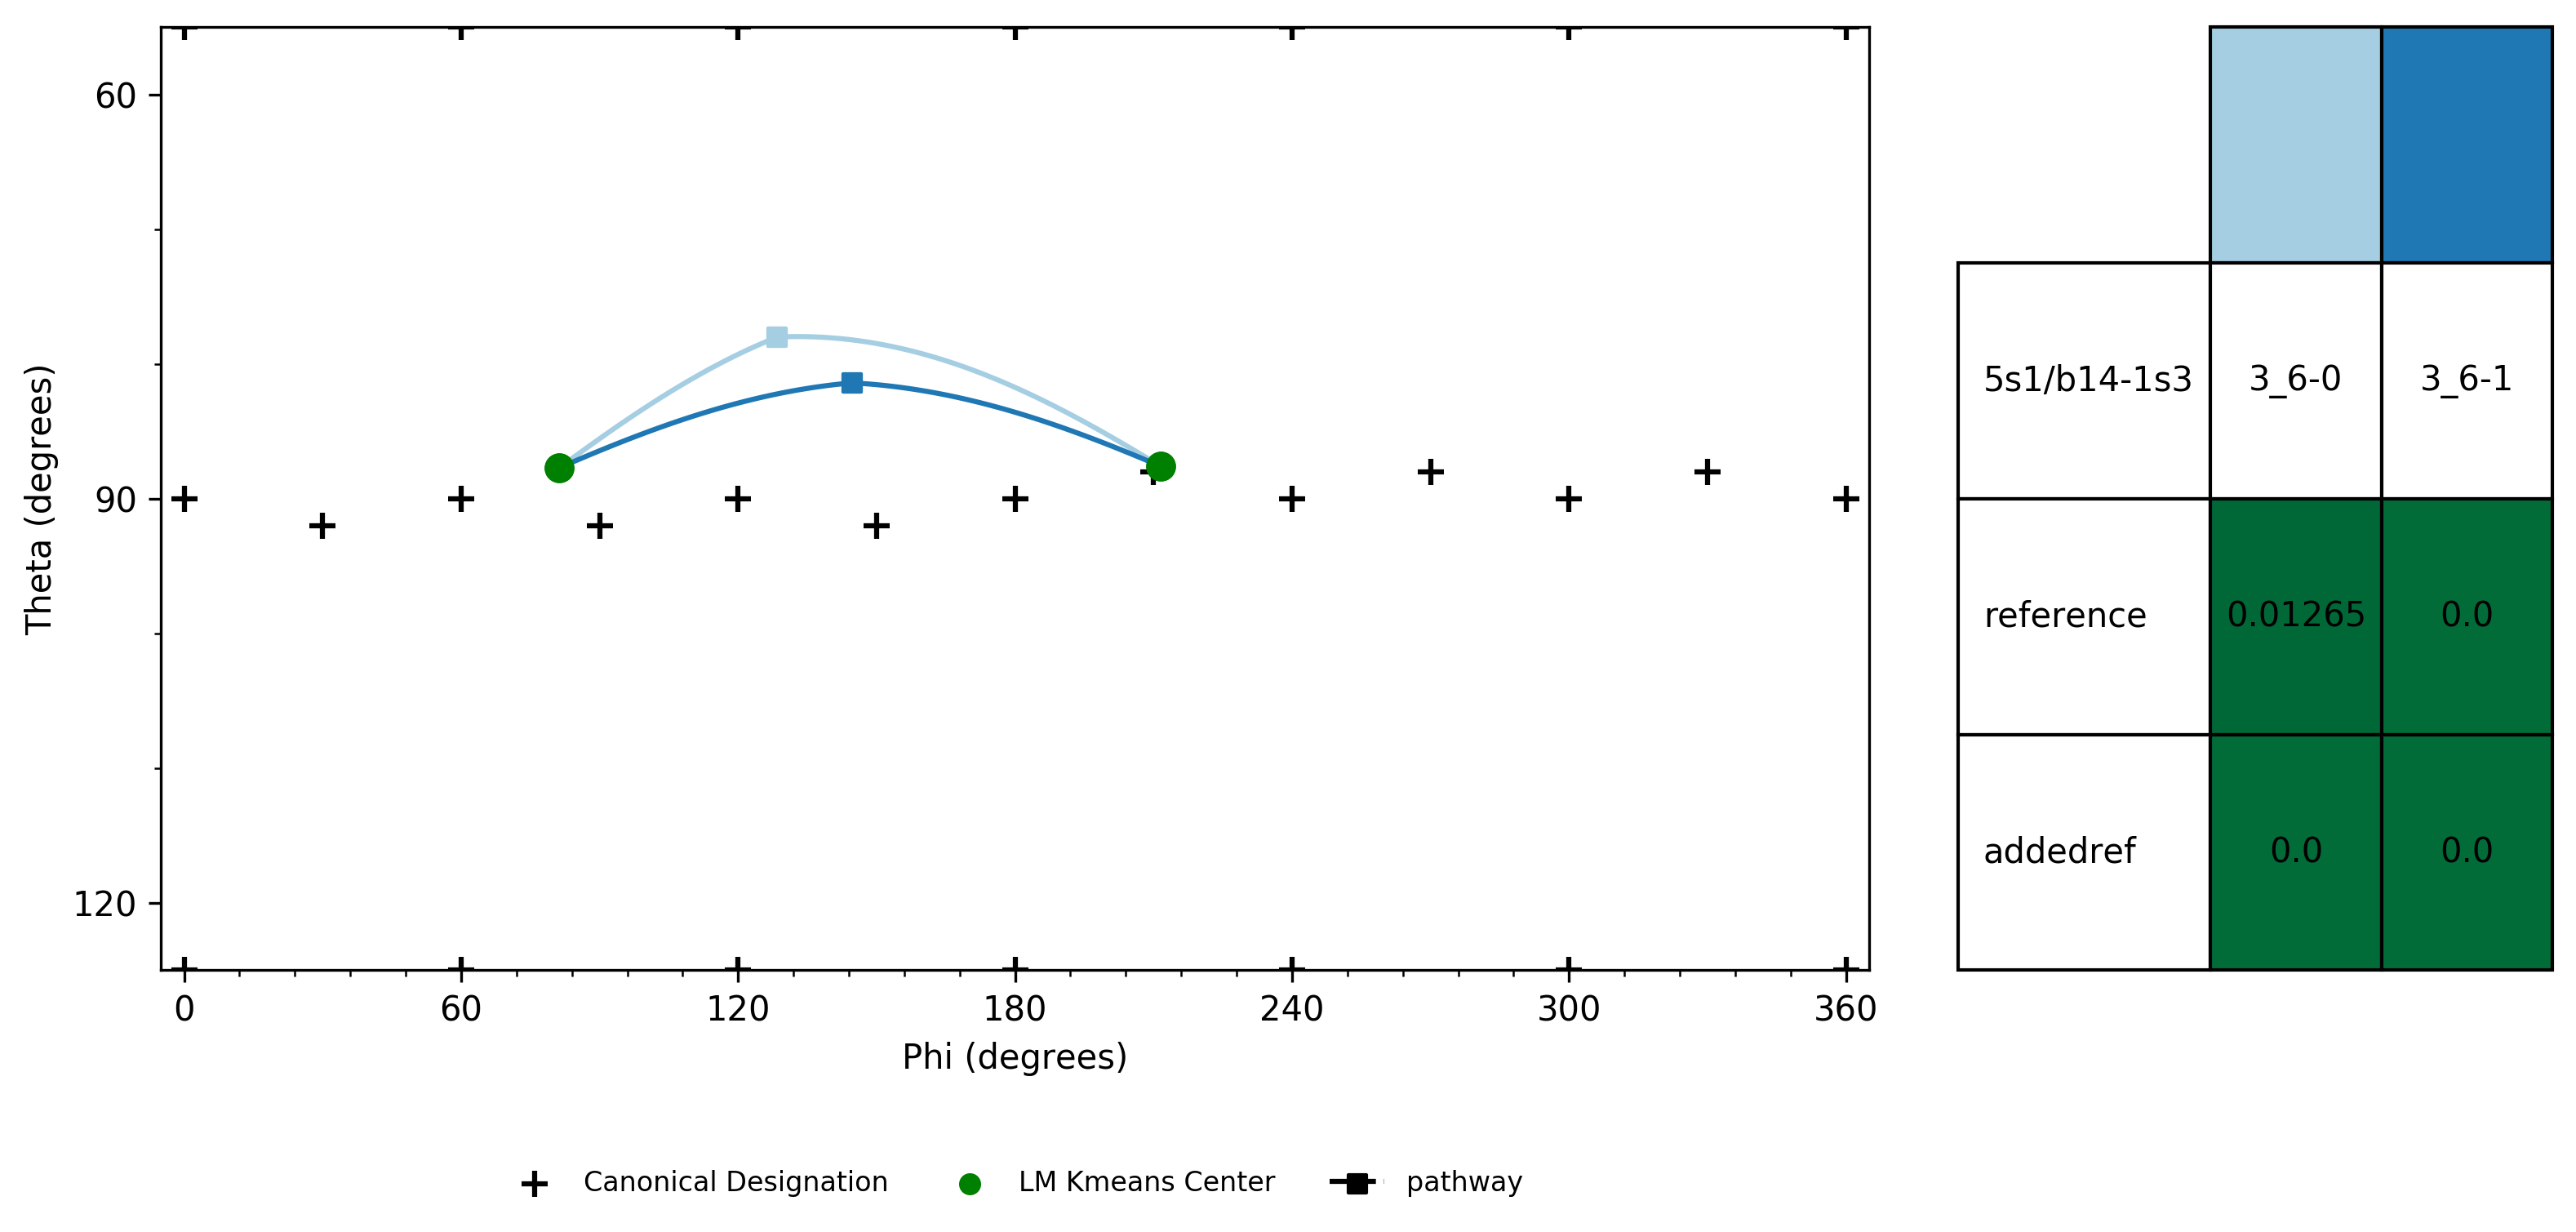 60
90
120
Theta (degrees)
0 60 120 180 240 300 360
Phi (degrees)
Canonical Designation LM Kmeans Center pathway
5s1/b14-1s3 3_6-0 3_6-1
reference 0.01265 0.0
addedref 0.0 0.0